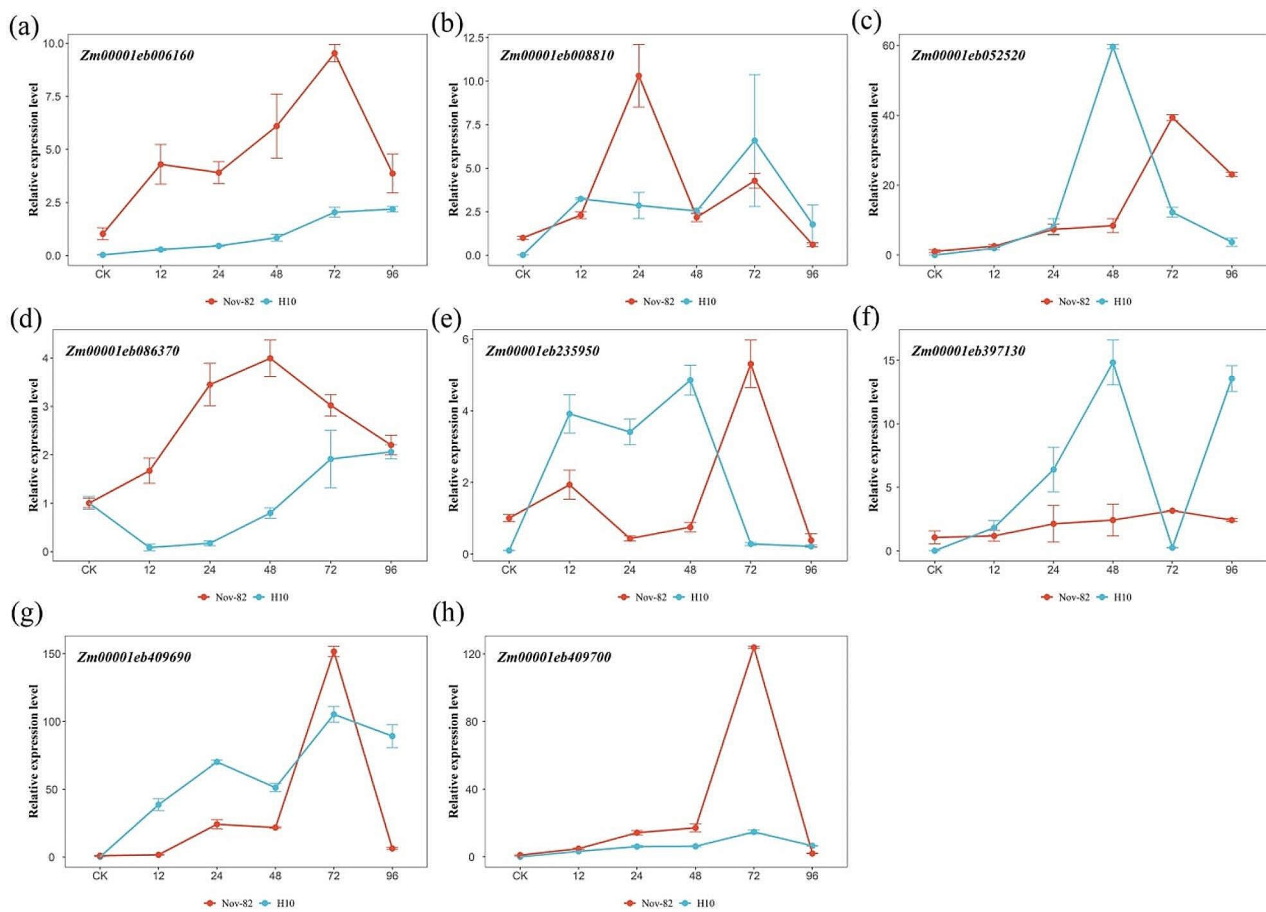 (a)
Zm00001eb006160
Relative expression level
10.0
7.5
5.0
2.5
0.0
CK 12 24 48 72 96
Nov-82 H10
(b)
Zm00001eb008810
Relative expression level
12.5
10.0
7.5
5.0
2.5
0.0
CK 12 24 48 72 96
Nov-82 H10
(c)
Zm00001eb052520
Relative expression level
60
40
20
0
CK 12 24 48 72 96
Nov-82 H10
(d)
Zm00001eb086370
Relative expression level
4
3
2
1
0
CK 12 24 48 72 96
Nov-82 H10
(e)
Zm00001eb235950
Relative expression level
6
4
2
0
CK 12 24 48 72 96
Nov-82 H10
(f)
Zm00001eb397130
Relative expression level
15
10
5
0
CK 12 24 48 72 96
Nov-82 H10
(g)
Zm00001eb409690
Relative expression level
150
100
50
0
CK 12 24 48 72 96
Nov-82 H10
(h)
Zm00001eb409700
Relative expression level
120
80
40
0
CK 12 24 48 72 96
Nov-82 H10